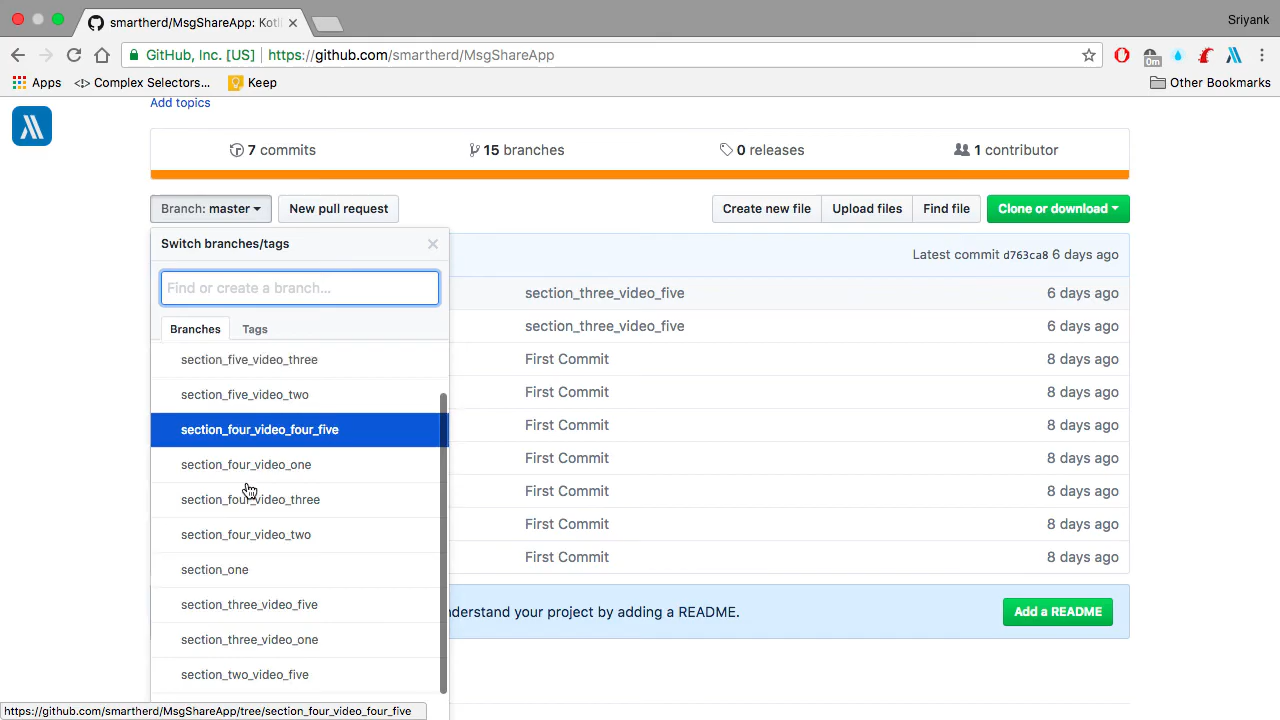 smartherd/MsgShareApp: Kotl
Sriyank
GitHub, Inc. [US] https://github.com/smartherd/MsgShareApp
0m
Apps Complex Selectors... Keep Other Bookmarks
Add topics
7 commits 15 branches 0 releases 1 contributor
Branch: master New pull request Create new file Upload files Find file Clone or download
Switch branches/tags
Latest commit d763ca8 6 days ago
Find or create a branch...
section_three_video_five 6 days ago
Branches Tags
section_three_video_five 6 days ago
section_five_video_three
First Commit 8 days ago
section_five_video_two
First Commit 8 days ago
section_four_video_four_five
First Commit 8 days ago
section_four_video_one
First Commit 8 days ago
section_four_video_three
First Commit 8 days ago
section_four_video_two
First Commit 8 days ago
section_one
First Commit 8 days ago
section_three_video_five
nderstand your project by adding a README. Add a README
section_three_video_one
section_two_video_five
https://github.com/smartherd/MsgShareApp/tree/section_four_video_four_five